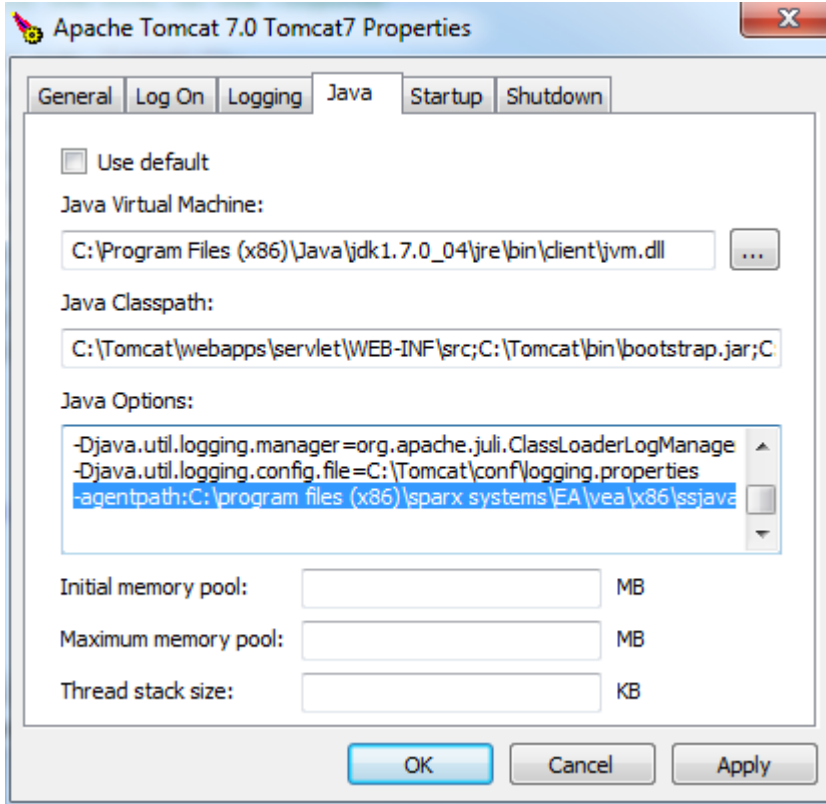 Apache Tomcat 7.0 Tomcat7 Properties
General Log On Logging Java Startup Shutdown
Use default
Java Virtual Machine:
C:\Program Files (x86)\Java\jdk1.7.0_04\jre\bin\client\jvm.dll ...
Java Classpath:
C:\Tomcat\webapps\servlet\WEB-INF\src;C:\Tomcat\bin\bootstrap.jar;C:
Java Options:
-Djava.util.logging.manager=org.apache.juli.ClassLoaderLogManage
-Djava.util.logging.config.file=C:\Tomcat\conf\logging.properties
-agentpath:C:\program files (x86)\sparx systems\EA\vea\x86\ssjava
Initial memory pool: MB
Maximum memory pool: MB
Thread stack size: KB
OK Cancel Apply